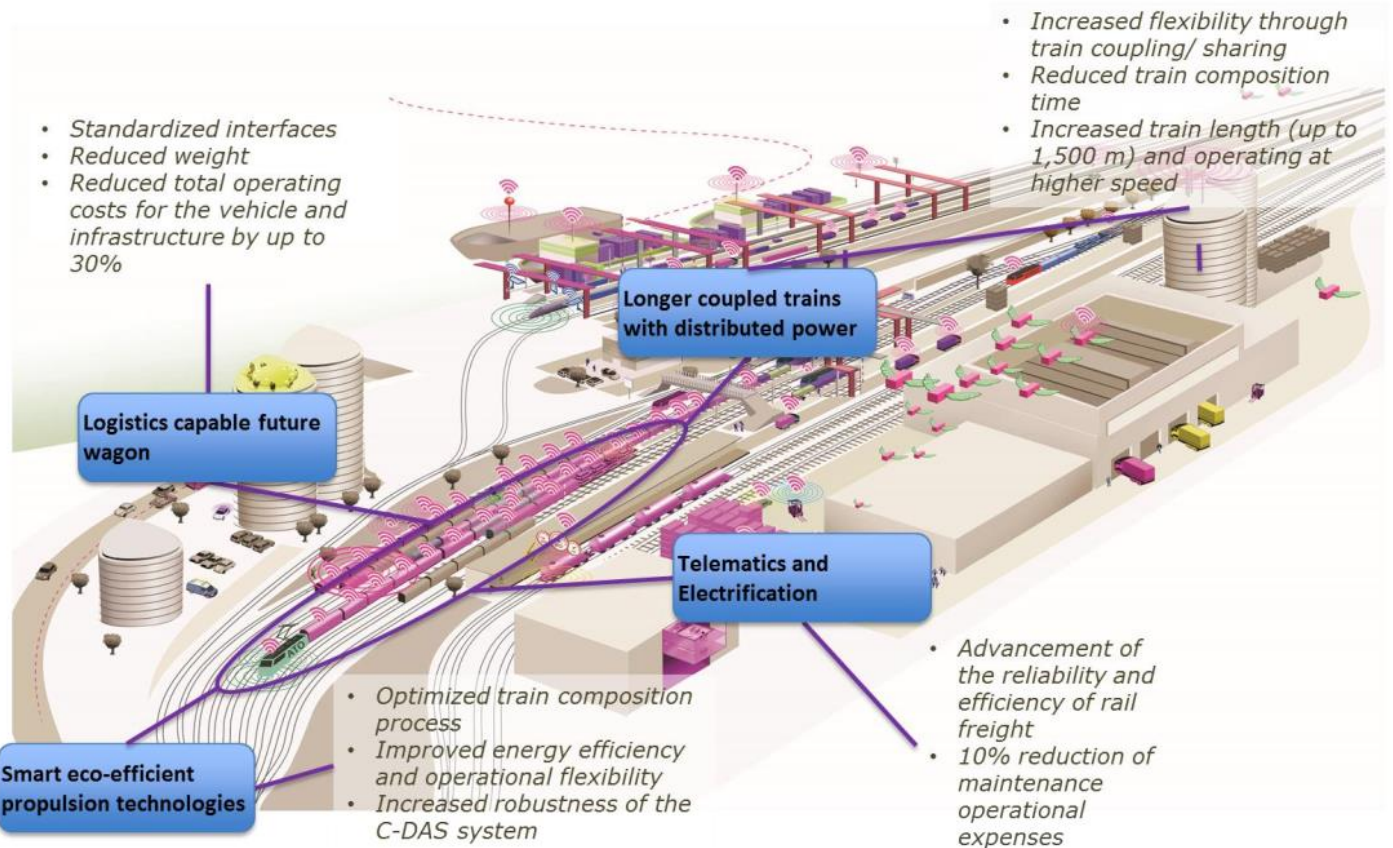 • Increased flexibility through
train coupling/ sharing
• Reduced train composition
time
• Increased train length (up to
1,500 m) and operating at
higher speed
• Standardized interfaces
• Reduced weight
• Reduced total operating
costs for the vehicle and
infrastructure by up to
30%
Longer coupled trains
with distributed power
Logistics capable future
wagon
Telematics and
Electrification
ATO
• Advancement of
the reliability and
efficiency of rail
freight
• 10% reduction of
maintenance
operational
expenses
Smart eco-efficient
propulsion technologies
• Optimized train composition
process
• Improved energy efficiency
and operational flexibility
• Increased robustness of the
C-DAS system